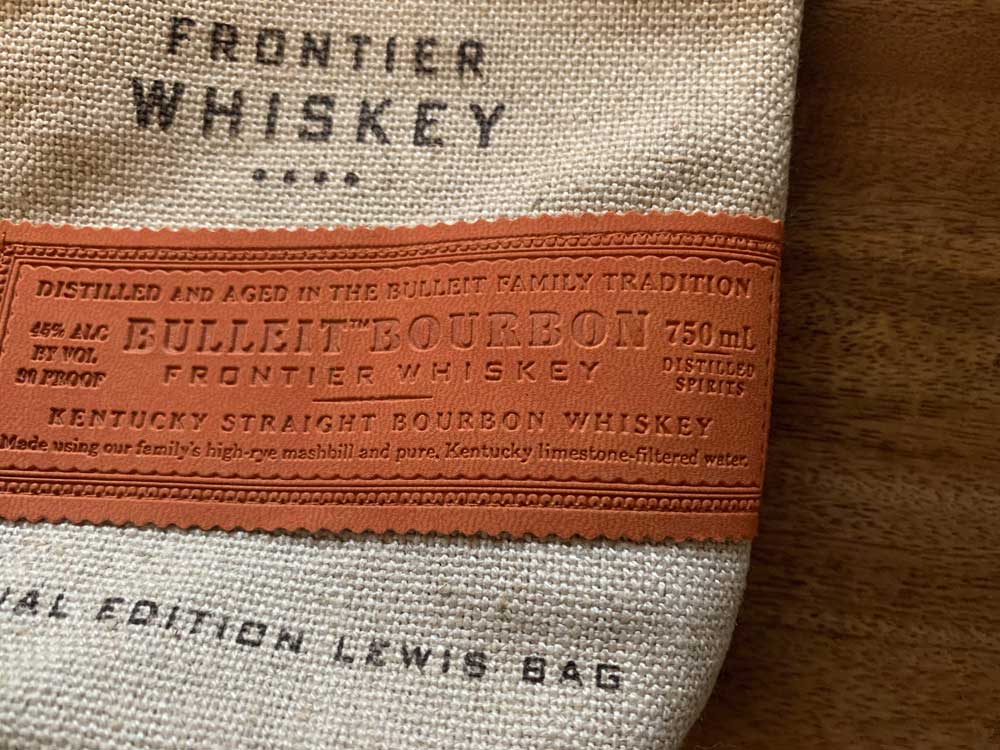 FRONTIER
WHISKEY
DISTILLED AND AGED IN THE BULLEIT FAMILY TRADITION
45% ALC
BY VOL
90 PROOF
BULLEIT™ BOURBON
FRONTIER WHISKEY
750 mL
DISTILLED
SPIRITS
KENTUCKY STRAIGHT BOURBON WHISKEY
Made using our family's high-rye mashbill and pure, Kentucky limestone-filtered water.
EDITION LEWIS BAG